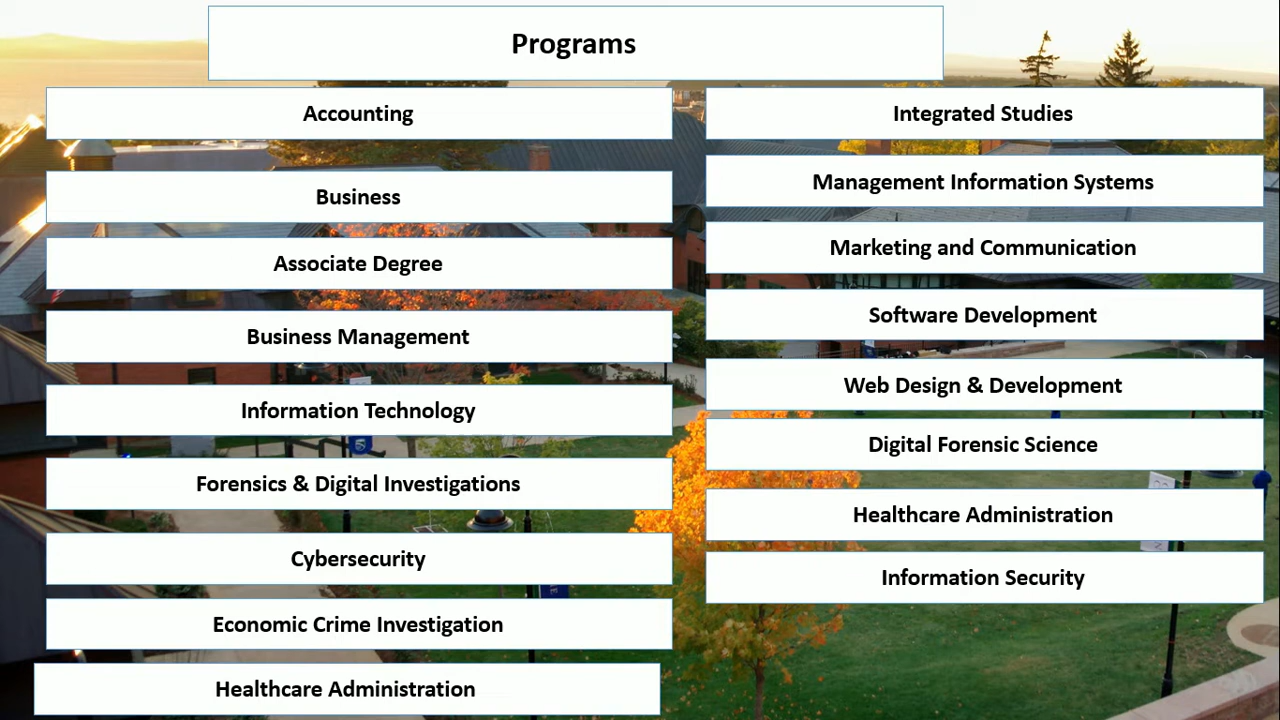 Programs
Accounting
Business
Associate Degree
Business Management
Information Technology
Forensics & Digital Investigations
Cybersecurity
Economic Crime Investigation
Healthcare Administration
Integrated Studies
Management Information Systems
Marketing and Communication
Software Development
Web Design & Development
Digital Forensic Science
Healthcare Administration
Information Security